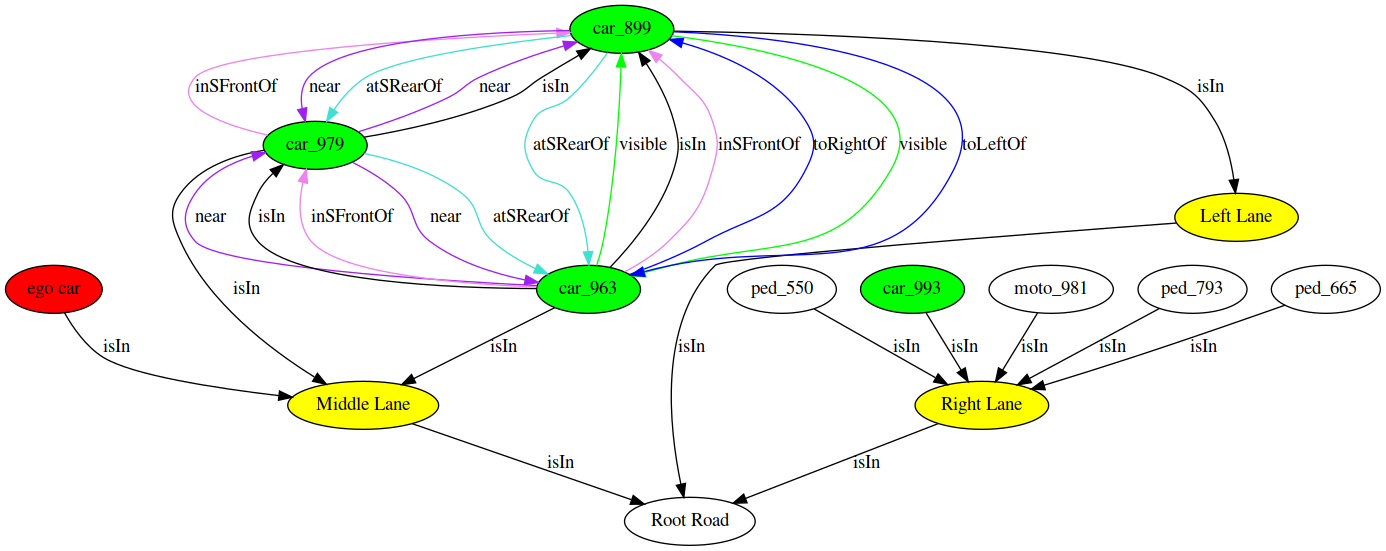 car_899
inSFrontOf near atSRearOf near isIn isIn
car_979 atSRearOf visible isIn inSFrontOf toRightOf visible toLeftOf
near isIn inSFrontOf near atSRearOf Left Lane
ego car isIn car_963 ped_550 car_993 moto_981 ped_793 ped_665
isIn isIn isIn isIn isIn isIn isIn isIn
Middle Lane Right Lane
isIn isIn
Root Road